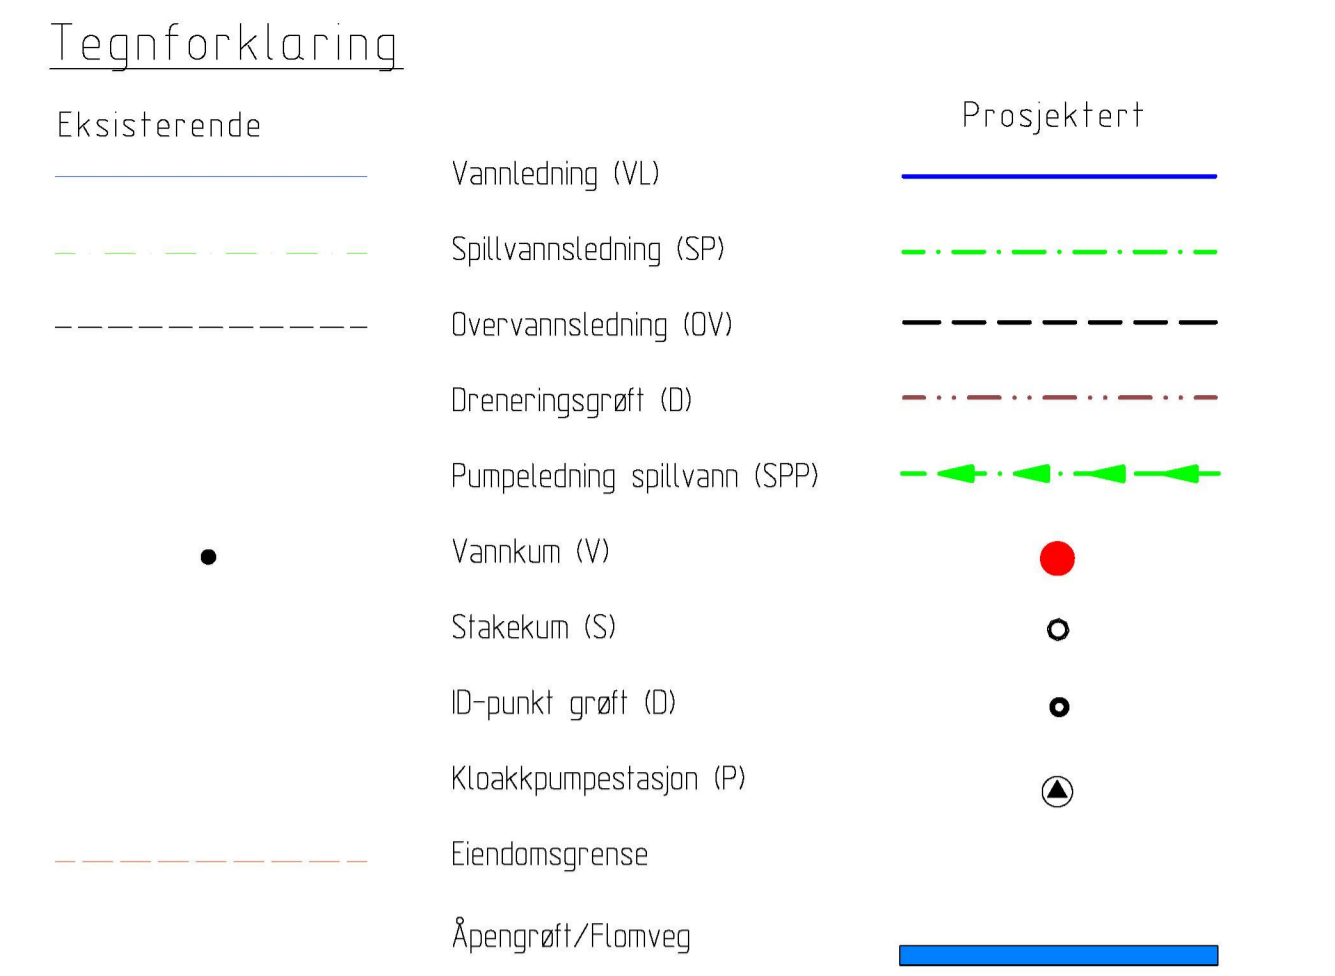 Tegnforklaring
Eksisterende
Prosjektert
Vannledning (VL)
Spillvannsledning (SP)
Overvannsledning (OV)
Dreneringsgrøft (D)
Pumpeledning spillvann (SPP)
Vannkum (V)
Stakekum (S)
ID-punkt grøft (D)
Kloakkpumpestasjon (P)
Eiendomsgrense
Åpengrøft/Flomveg